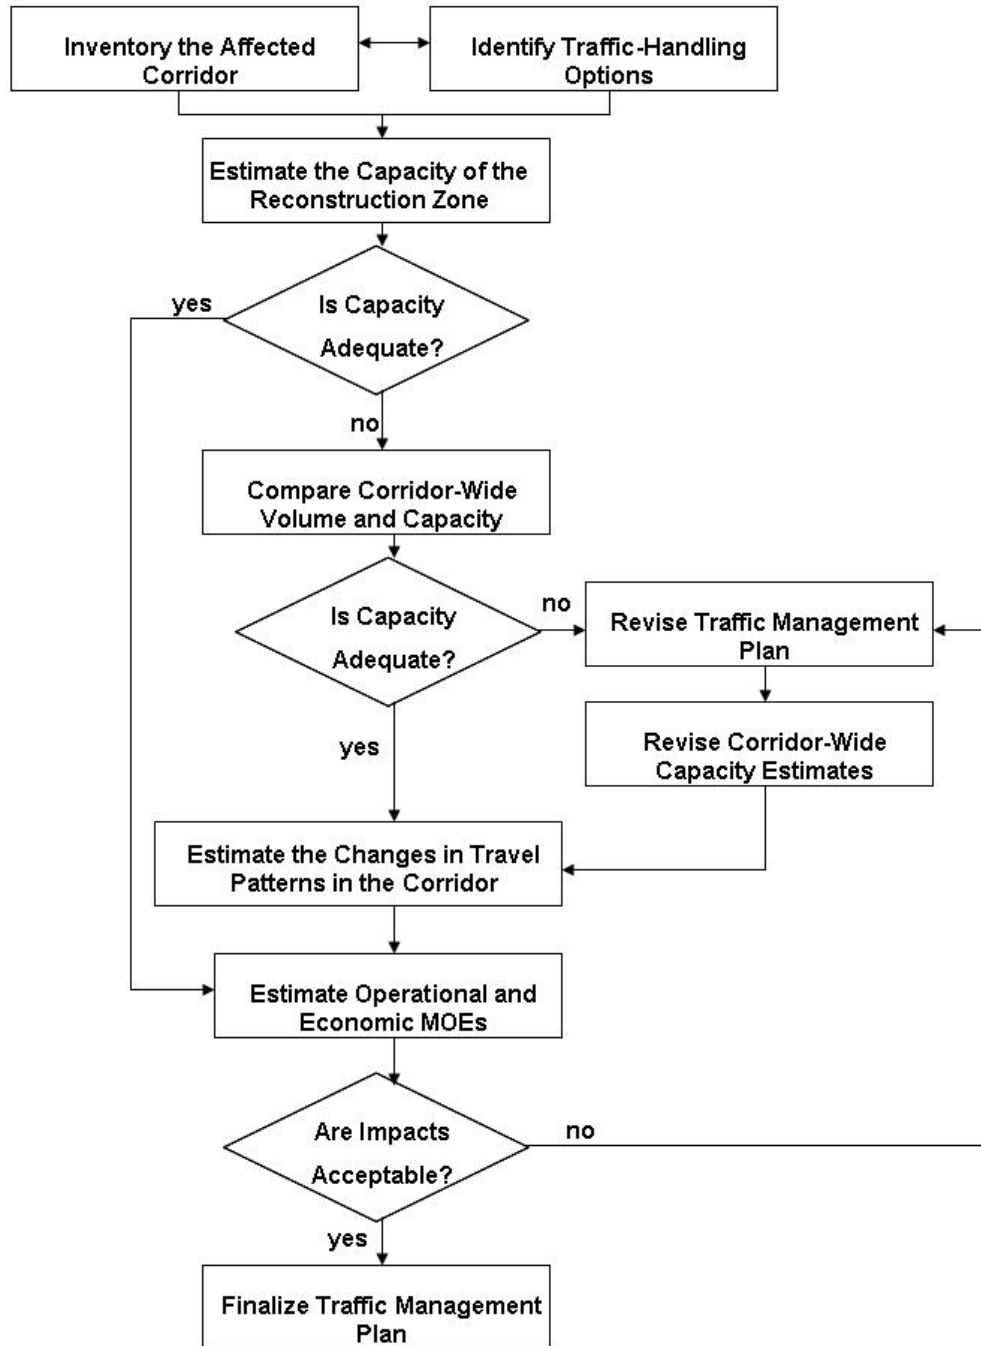 Inventory the Affected
Corridor
Identify Traffic-Handling
Options
Estimate the Capacity of the
Reconstruction Zone
yes
Is Capacity
Adequate?
no
Compare Corridor-Wide
Volume and Capacity
Is Capacity
Adequate?
no
Revise Traffic Management
Plan
yes
Revise Corridor-Wide
Capacity Estimates
Estimate the Changes in Travel
Patterns in the Corridor
Estimate Operational and
Economic MOEs
Are Impacts
Acceptable?
no
yes
Finalize Traffic Management
Plan